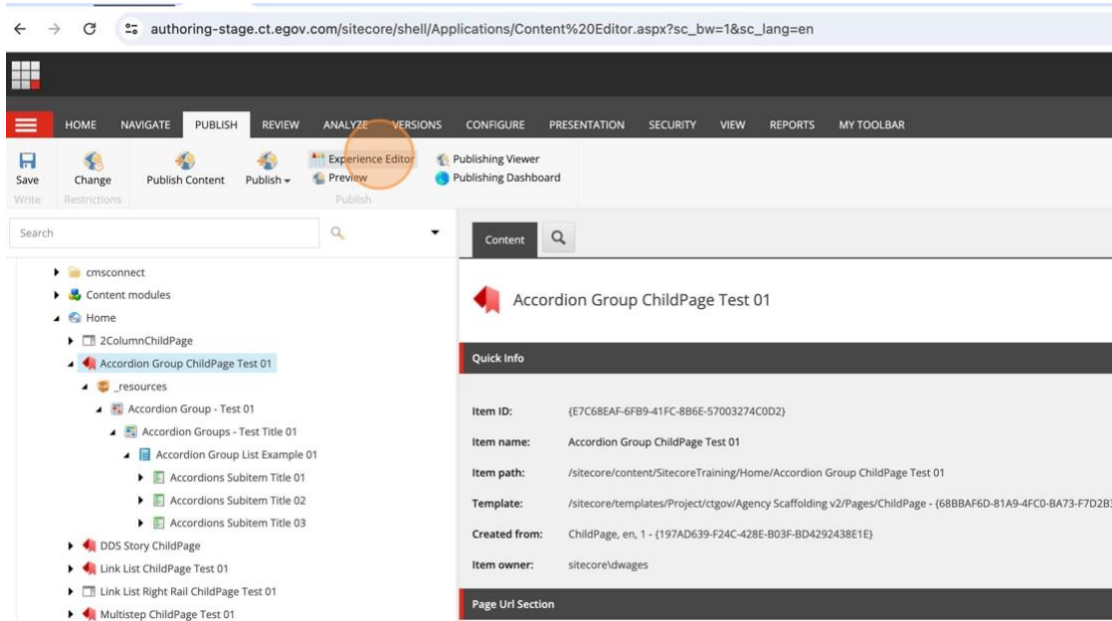 authoring-stage.ct.egov.com/sitecore/shell/Applications/Content%20Editor.aspx?sc_bw=1&sc_lang=en
HOME NAVIGATE PUBLISH REVIEW ANALYZE VERSIONS CONFIGURE PRESENTATION SECURITY VIEW REPORTS MY TOOLBAR
Save
Write
Change
Restrictions
Publish Content
Publish
Experience Editor
Preview
Publish
Publishing Viewer
Publishing Dashboard
Search
cmsconnect
Content modules
Home
2ColumnChildPage
Accordion Group ChildPage Test 01
_resources
Accordion Group - Test 01
Accordion Groups - Test Title 01
Accordion Group List Example 01
Accordions Subitem Title 01
Accordions Subitem Title 02
Accordions Subitem Title 03
DDS Story ChildPage
Link List ChildPage Test 01
Link List Right Rail ChildPage Test 01
Multistep ChildPage Test 01
Content
Accordion Group ChildPage Test 01
Quick Info
Item ID: {E7C68EAF-6FB9-41FC-8B6E-57003274C0D2}
Item name: Accordion Group ChildPage Test 01
Item path: /sitecore/content/SitecoreTraining/Home/Accordion Group ChildPage Test 01
Template: /sitecore/templates/Project/ctgov/Agency Scaffolding v2/Pages/ChildPage - {68BBAF6D-81A9-4FC0-BA73-F7D2B3
Created from: ChildPage, en, 1 - {197AD639-F24C-428E-B03F-BD4292438E1E}
Item owner: sitecore\dwages
Page Url Section